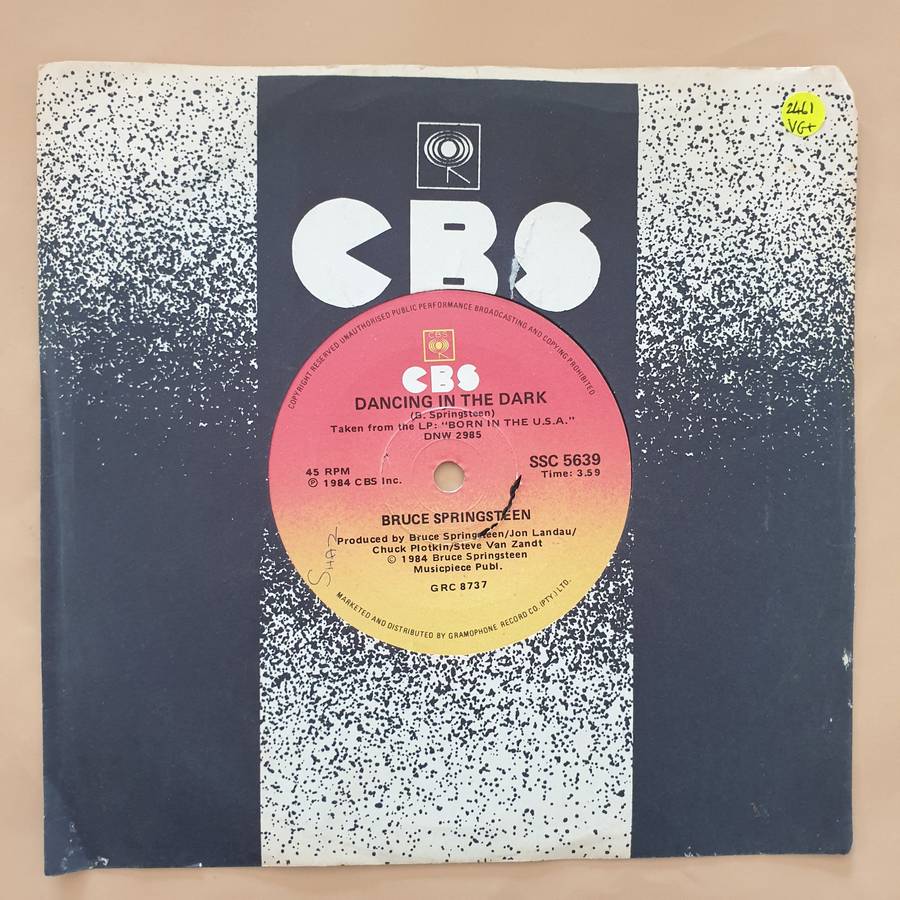 2461
VG+
CBS
COPYRIGHT RESERVED UNAUTHORISED PUBLIC PERFORMANCE BROADCASTING AND COPYING PROHIBITED
CBS
CBS
DANCING IN THE DARK
(B. Springsteen)
Taken from the LP: "BORN IN THE U.S.A."
DNW 2985
45 RPM
SSC 5639
℗ 1984 CBS Inc.
Time: 3.59
BRUCE SPRINGSTEEN
Produced by Bruce Springsteen/Jon Landau/
Chuck Plotkin/Steve Van Zandt
© 1984 Bruce Springsteen
Musicpiece Publ.
SHAZ
GRC 8737
MARKETED AND DISTRIBUTED BY GRAMOPHONE RECORD CO. (PTY.) LTD.